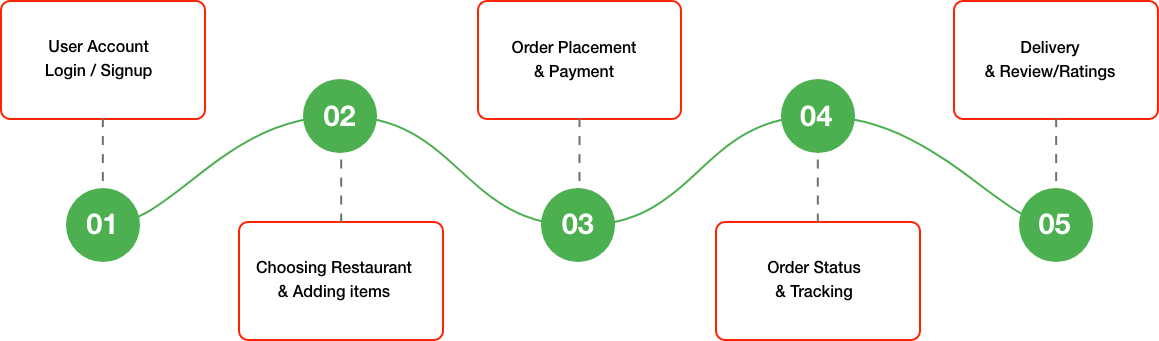 User Account
Login / Signup
01
02
Choosing Restaurant
& Adding items
Order Placement
& Payment
03
04
Order Status
& Tracking
Delivery
& Review/Ratings
05